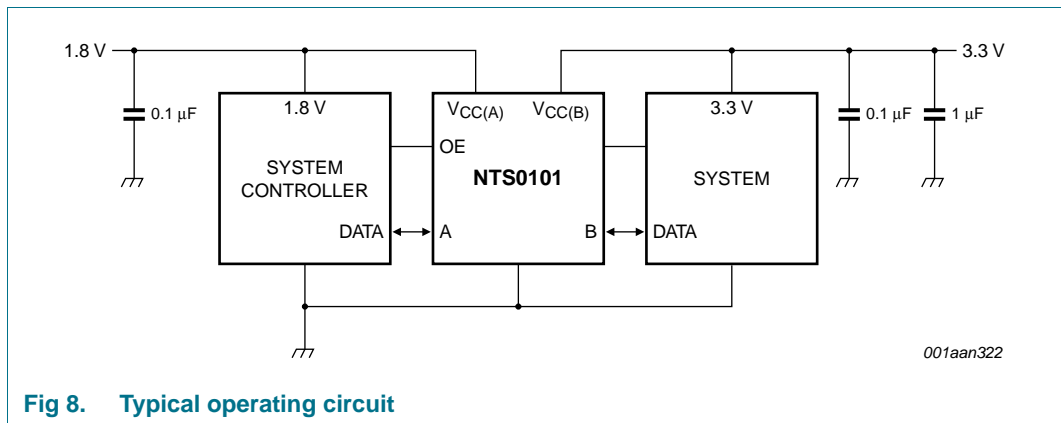 1.8 V
3.3 V
0.1 μF
1.8 V
VCC(A)
VCC(B)
3.3 V
0.1 μF
1 μF
OE
SYSTEM
CONTROLLER
NTS0101
SYSTEM
DATA
A
B
DATA
001aan322
Fig 8. Typical operating circuit